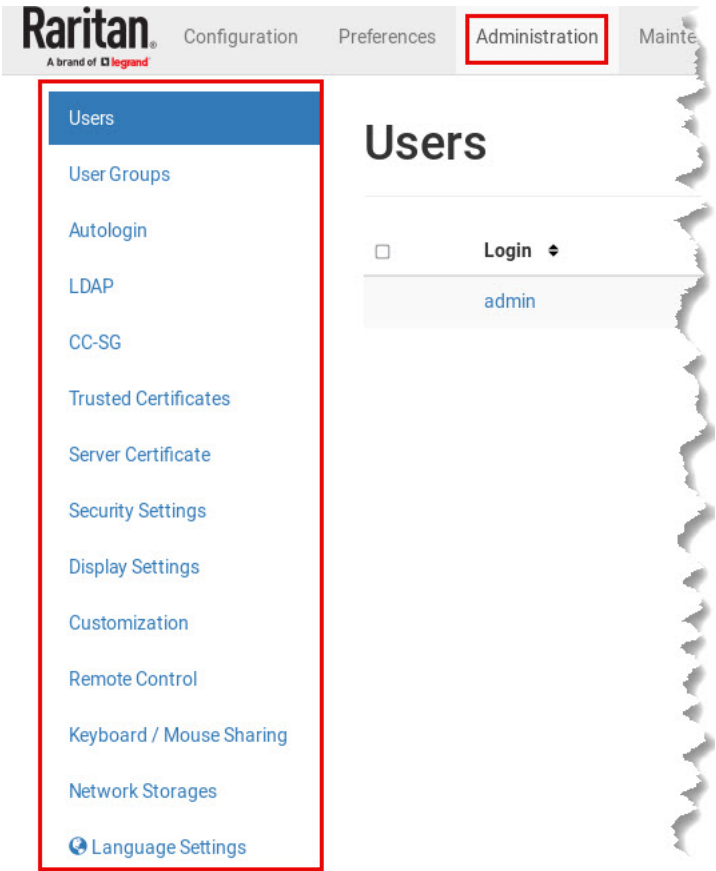 Raritan.
A brand of legrand
Configuration Preferences Administration Mainte
Users
User Groups
Autologin
LDAP
CC-SG
Trusted Certificates
Server Certificate
Security Settings
Display Settings
Customization
Remote Control
Keyboard / Mouse Sharing
Network Storages
Language Settings
Users
Login
admin